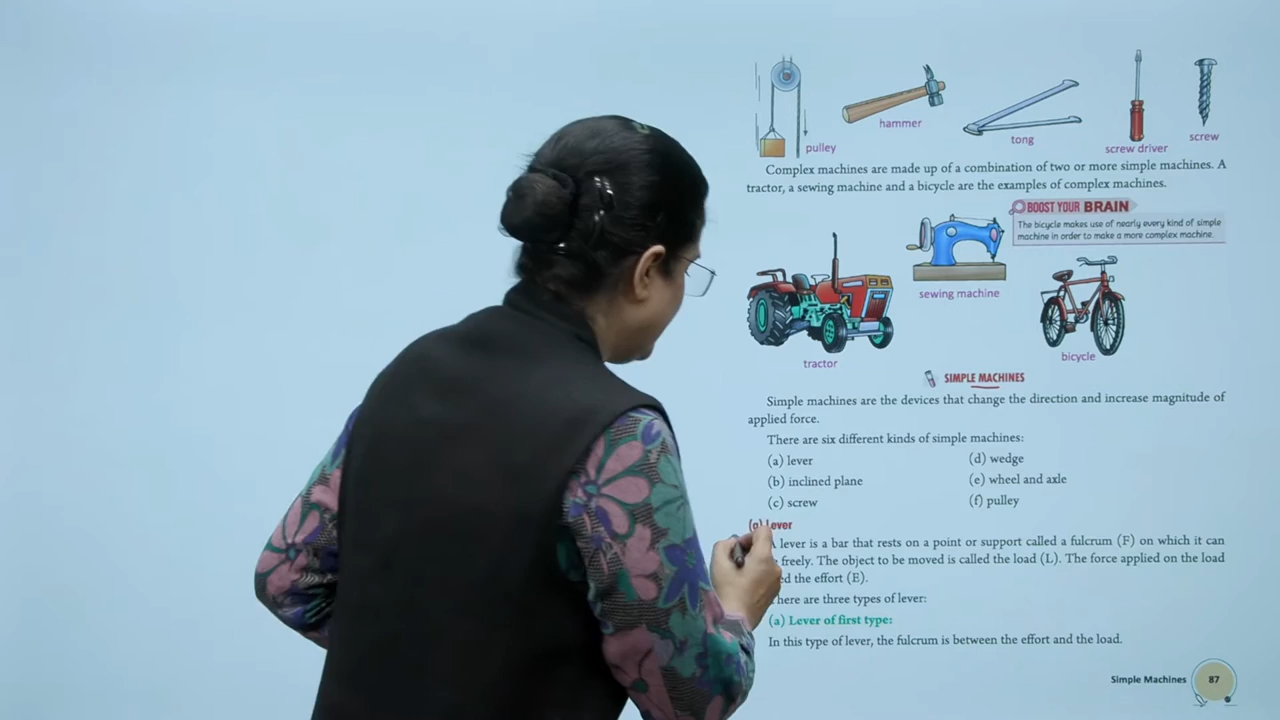 pulley
hammer
tong
screw driver
screw
Complex machines are made up of a combination of two or more simple machines. A
tractor, a sewing machine and a bicycle are the examples of complex machines.
BOOST YOUR BRAIN
The bicycle makes use of nearly every kind of simple
machine in order to make a more complex machine.
sewing machine
tractor
bicycle
SIMPLE MACHINES
Simple machines are the devices that change the direction and increase magnitude of
applied force.
There are six different kinds of simple machines:
(a) lever
(d) wedge
(b) inclined plane
(e) wheel and axle
(c) screw
(f) pulley
(a) Lever
A lever is a bar that rests on a point or support called a fulcrum (F) on which it can
freely. The object to be moved is called the load (L). The force applied on the load
the effort (E).
There are three types of lever:
(a) Lever of first type:
In this type of lever, the fulcrum is between the effort and the load.
Simple Machines 87